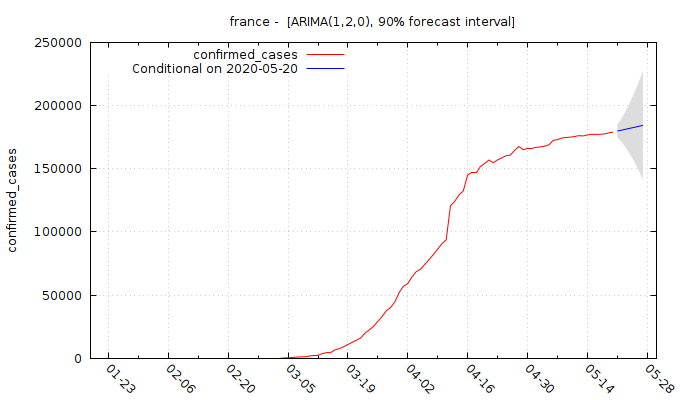 france -  [ARIMA(1,2,0), 90% forecast interval]
confirmed_cases
Conditional on 2020-05-20
confirmed_cases
250000
200000
150000
100000
50000
0
01-23 02-06 02-20 03-05 03-19 04-02 04-16 04-30 05-14 05-28